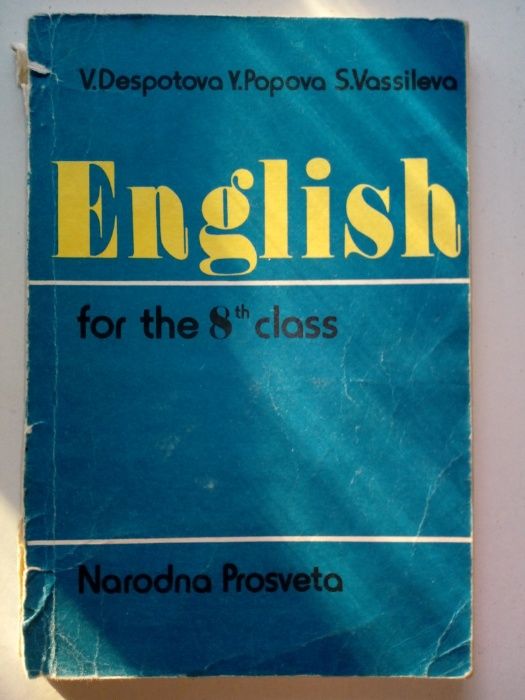 V.Despotova Y.Popova S.Vassileva
English
for the 8th class
Narodna Prosveta